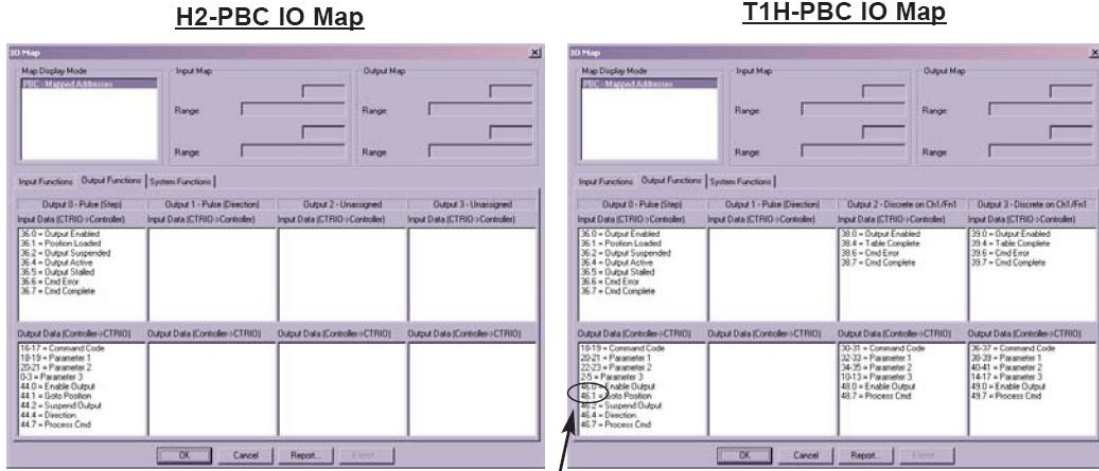 H2-PBC IO Map
T1H-PBC IO Map
IO Map
Map Display Mode
PBC - Mapped Addresses
Input Map
Range:
Range:
Output Map
Range:
Range:
Input Functions
Output Functions
System Functions
Output 0 - Pulse (Step)
Output 1 - Pulse (Direction)
Output 2 - Unassigned
Output 3 - Unassigned
Input Data (CTRIO->Controller)
Input Data (CTRIO->Controller)
Input Data (CTRIO->Controller)
Input Data (CTRIO->Controller)
36.0 = Output Enabled
36.1 = Position Loaded
36.2 = Output Suspended
36.4 = Output Active
36.5 = Output Stalled
36.6 = Cmd Error
36.7 = Cmd Complete
Output Data (Controller->CTRIO)
Output Data (Controller->CTRIO)
Output Data (Controller->CTRIO)
Output Data (Controller->CTRIO)
16-17 = Command Code
18-19 = Parameter 1
20-21 = Parameter 2
0-3 = Parameter 3
44.0 = Enable Output
44.1 = Goto Position
44.2 = Suspend Output
44.4 = Direction
44.7 = Process Cmd
OK
Cancel
Report...
Export...
IO Map
Map Display Mode
PBC - Mapped Addresses
Input Map
Range:
Range:
Output Map
Range:
Range:
Input Functions
Output Functions
System Functions
Output 0 - Pulse (Step)
Output 1 - Pulse (Direction)
Output 2 - Discrete on Ch1/Fn1
Output 3 - Discrete on Ch1/Fn1
Input Data (CTRIO->Controller)
Input Data (CTRIO->Controller)
Input Data (CTRIO->Controller)
Input Data (CTRIO->Controller)
36.0 = Output Enabled
36.1 = Position Loaded
36.2 = Output Suspended
36.4 = Output Active
36.5 = Output Stalled
36.6 = Cmd Error
36.7 = Cmd Complete
38.0 = Output Enabled
38.4 = Table Complete
38.6 = Cmd Error
38.7 = Cmd Complete
39.0 = Output Enabled
39.4 = Table Complete
39.6 = Cmd Error
39.7 = Cmd Complete
Output Data (Controller->CTRIO)
Output Data (Controller->CTRIO)
Output Data (Controller->CTRIO)
Output Data (Controller->CTRIO)
18-19 = Command Code
20-21 = Parameter 1
22-23 = Parameter 2
2-5 = Parameter 3
46.0 = Enable Output
46.1 = Goto Position
46.2 = Suspend Output
46.4 = Direction
46.7 = Process Cmd
30-31 = Command Code
32-33 = Parameter 1
34-35 = Parameter 2
10-13 = Parameter 3
48.0 = Enable Output
48.7 = Process Cmd
36-37 = Command Code
38-39 = Parameter 1
40-41 = Parameter 2
14-17 = Parameter 3
49.0 = Enable Output
49.7 = Process Cmd
OK
Cancel
Report...
Export...